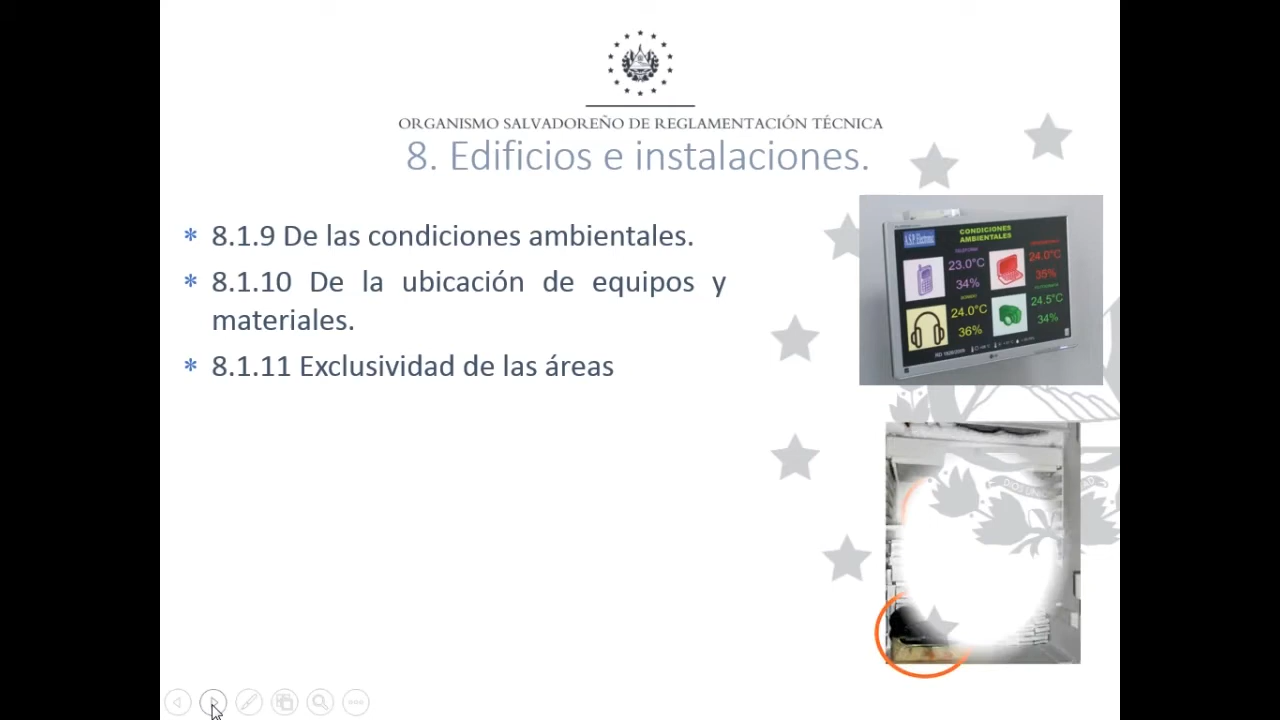 ORGANISMO SALVADOREÑO DE REGLAMENTACIÓN TÉCNICA
8. Edificios e instalaciones.
* 8.1.9 De las condiciones ambientales.
* 8.1.10 De la ubicación de equipos y
materiales.
* 8.1.11 Exclusividad de las áreas
CONDICIONES
AMBIENTALES
23.0°C
34%
24.0°C
35%
24.0°C
36%
24.5°C
34%